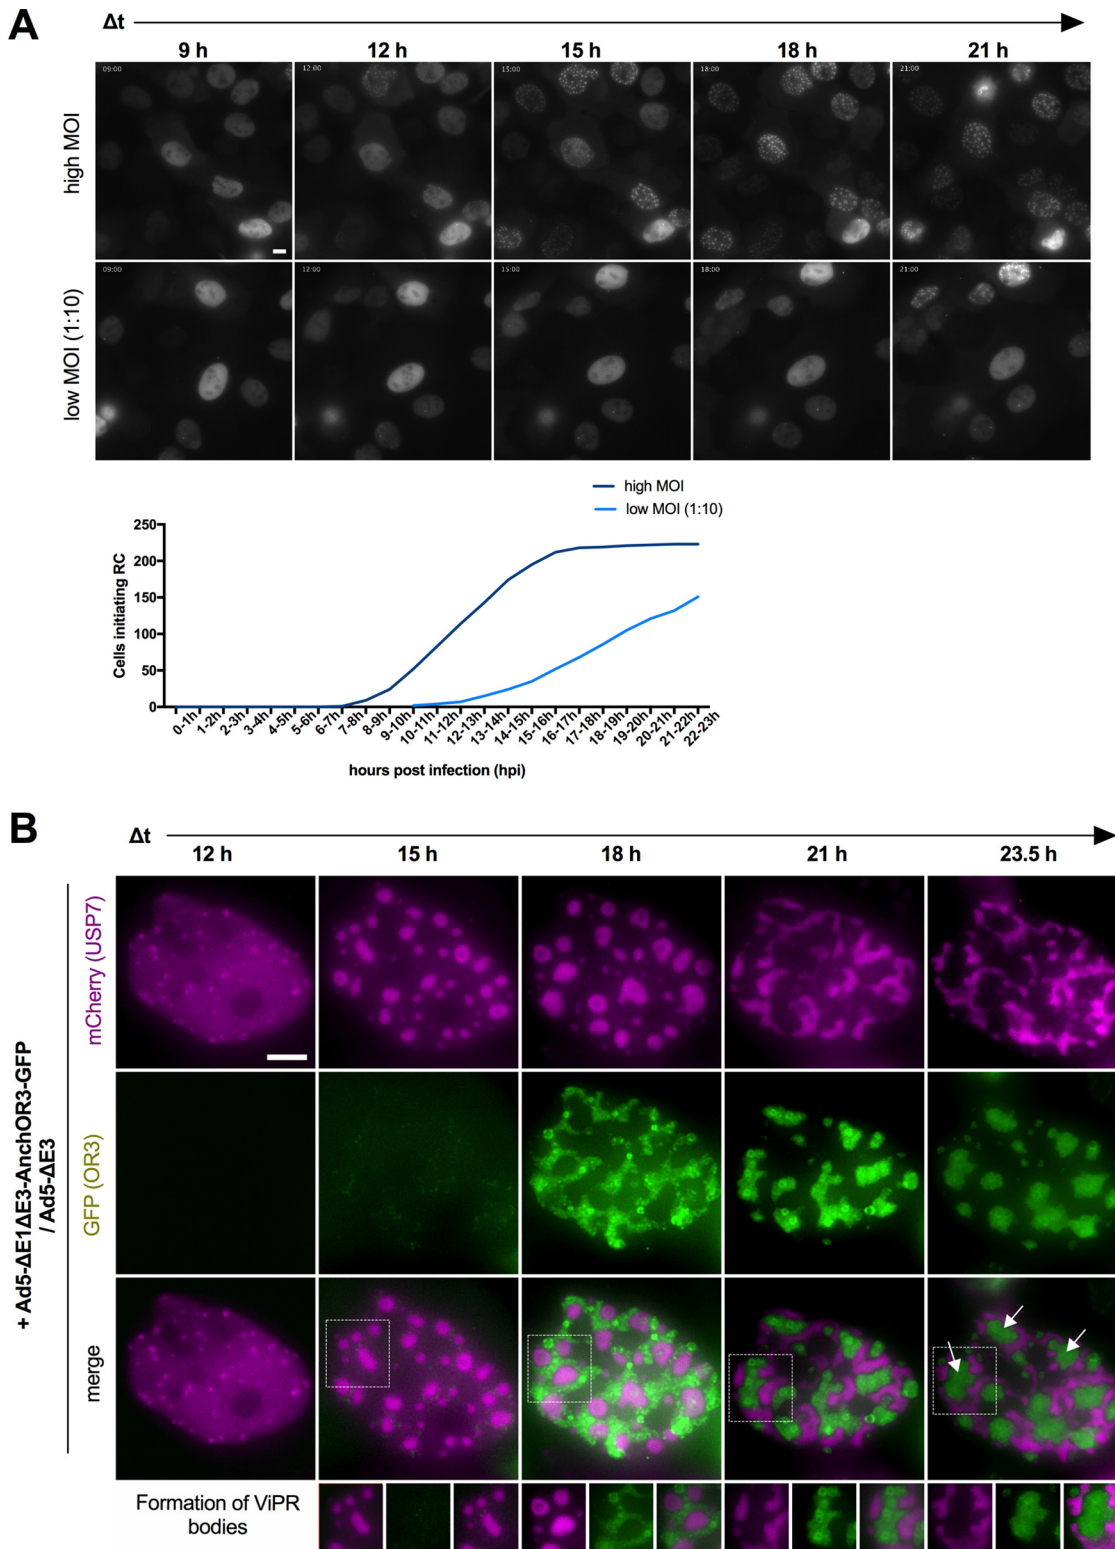 A
Δt
9 h
12 h
15 h
18 h
21 h
high MOI
09:00
12:00
15:00
18:00
21:00
low MOI (1:10)
09:00
12:00
15:00
18:00
21:00
high MOI
low MOI (1:10)
Cells initiating RC
250
200
150
100
50
0
0-1h
1-2h
2-3h
3-4h
4-5h
5-6h
6-7h
7-8h
8-9h
9-10h
10-11h
11-12h
12-13h
13-14h
14-15h
15-16h
16-17h
17-18h
18-19h
19-20h
20-21h
21-22h
22-23h
hours post infection (hpi)
B
Δt
12 h
15 h
18 h
21 h
23.5 h
+ Ad5-ΔE1ΔE3-AnchOR3-GFP
/ Ad5-ΔE3
mCherry (USP7)
GFP (OR3)
merge
Formation of ViPR
bodies